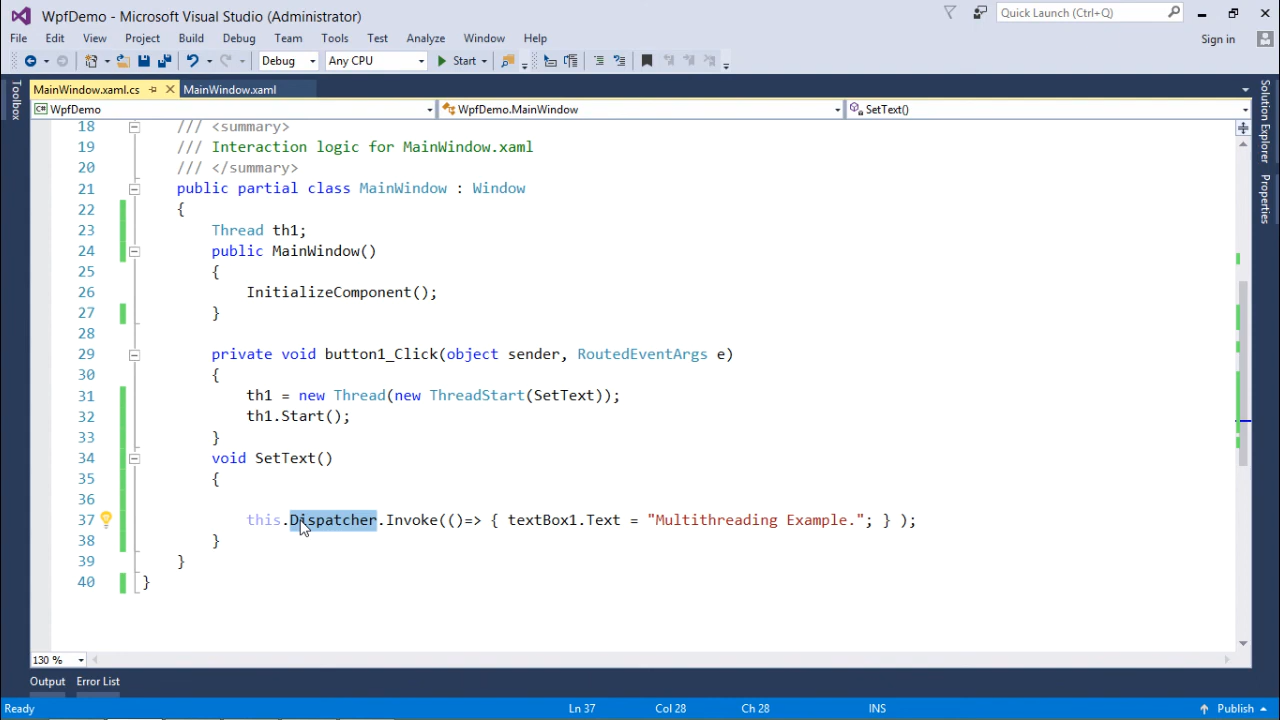 WpfDemo - Microsoft Visual Studio (Administrator)
Quick Launch (Ctrl+Q)
File Edit View Project Build Debug Team Tools Test Analyze Window Help
Sign in
Debug Any CPU Start
MainWindow.xaml.cs MainWindow.xaml
WpfDemo WpfDemo.MainWindow SetText()
Toolbox
Solution Explorer
Properties
18 /// <summary>
19 /// Interaction logic for MainWindow.xaml
20 /// </summary>
21 public partial class MainWindow : Window
22 {
23 Thread th1;
24 public MainWindow()
25 {
26 InitializeComponent();
27 }
28
29 private void button1_Click(object sender, RoutedEventArgs e)
30 {
31 th1 = new Thread(new ThreadStart(SetText));
32 th1.Start();
33 }
34 void SetText()
35 {
36
37 this.Dispatcher.Invoke(()=> { textBox1.Text = "Multithreading Example."; } );
38 }
39 }
40 }
130 %
Output Error List
Ready Ln 37 Col 28 Ch 28 INS Publish